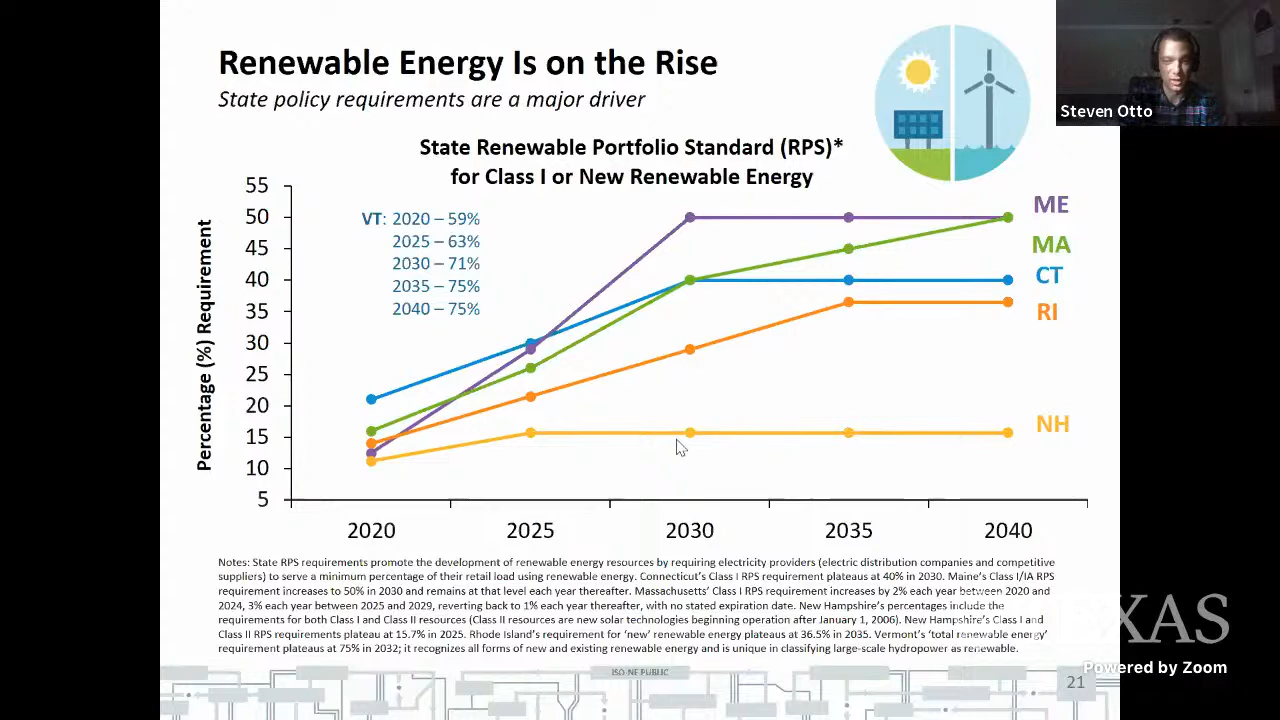 Renewable Energy Is on the Rise
State policy requirements are a major driver
Steven Otto
State Renewable Portfolio Standard (RPS)*
for Class I or New Renewable Energy
Percentage (%) Requirement
55
50
45
40
35
30
25
20
15
10
5
VT: 2020 – 59%
2025 – 63%
2030 – 71%
2035 – 75%
2040 – 75%
ME
MA
CT
RI
NH
2020 2025 2030 2035 2040
Notes: State RPS requirements promote the development of renewable energy resources by requiring electricity providers (electric distribution companies and competitive
suppliers) to serve a minimum percentage of their retail load using renewable energy. Connecticut's Class I RPS requirement plateaus at 40% in 2030. Maine's Class I/IA RPS
requirement increases to 50% in 2030 and remains at that level each year thereafter. Massachusetts' Class I RPS requirement increases by 2% each year between 2020 and
2024, 3% each year between 2025 and 2029, reverting back to 1% each year thereafter, with no stated expiration date. New Hampshire's percentages include the
requirements for both Class I and Class II resources (Class II resources are new solar technologies beginning operation after January 1, 2006). New Hampshire's Class I and
Class II RPS requirements plateau at 15.7% in 2025. Rhode Island's requirement for 'new' renewable energy plateaus at 36.5% in 2035. Vermont's 'total renewable energy'
requirement plateaus at 75% in 2032; it recognizes all forms of new and existing renewable energy and is unique in classifying large-scale hydropower as renewable.
ISO-NE PUBLIC
21
Powered by Zoom